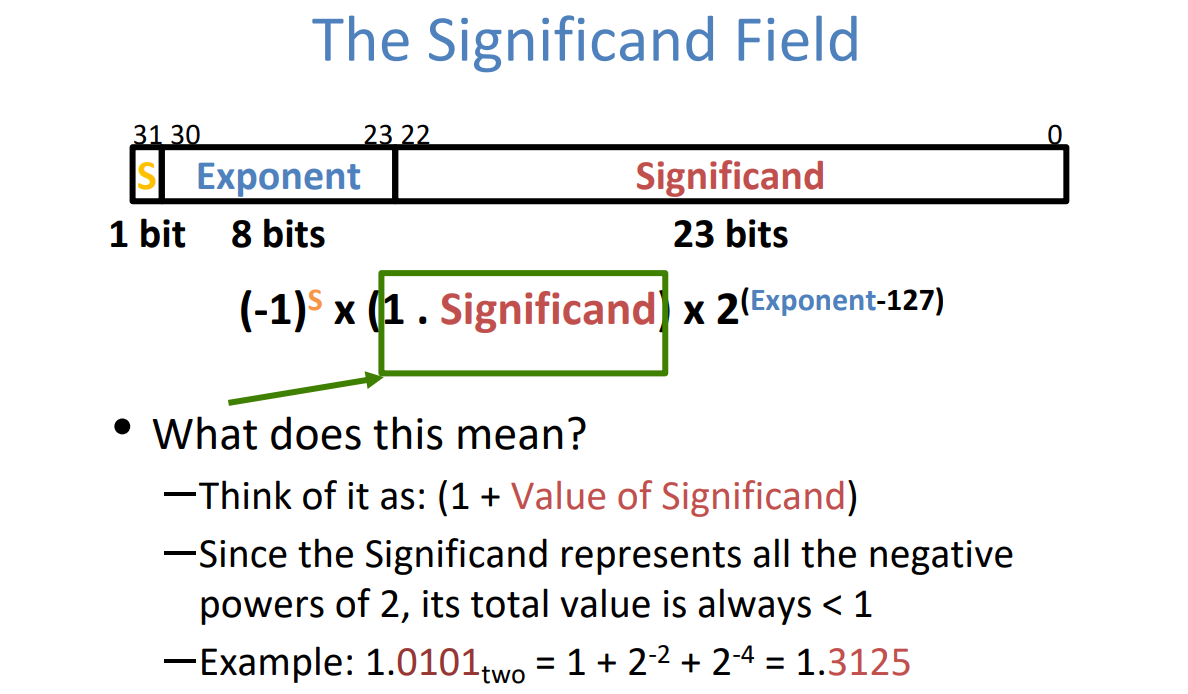 The Significand Field
31 30 23 22 0
S Exponent Significand
1 bit 8 bits 23 bits
(-1)^S x (1 . Significand) x 2^(Exponent-127)
• What does this mean?
—Think of it as: (1 + Value of Significand)
—Since the Significand represents all the negative
powers of 2, its total value is always < 1
—Example: 1.0101two = 1 + 2^-2 + 2^-4 = 1.3125